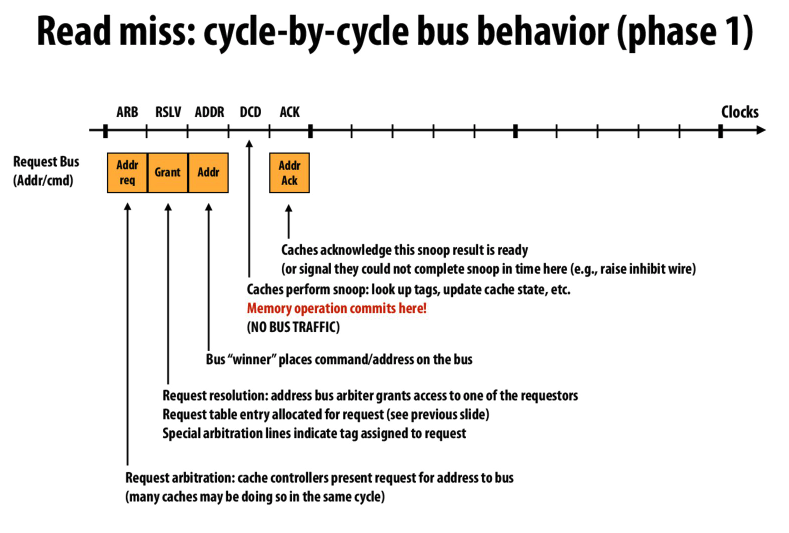 Read miss: cycle-by-cycle bus behavior (phase 1)
ARB RSLV ADDR DCD ACK Clocks
Request Bus
(Addr/cmd)
Addr
req
Grant
Addr
Addr
Ack
Caches acknowledge this snoop result is ready
(or signal they could not complete snoop in time here (e.g., raise inhibit wire)
Caches perform snoop: look up tags, update cache state, etc.
Memory operation commits here!
(NO BUS TRAFFIC)
Bus “winner” places command/address on the bus
Request resolution: address bus arbiter grants access to one of the requestors
Request table entry allocated for request (see previous slide)
Special arbitration lines indicate tag assigned to request
Request arbitration: cache controllers present request for address to bus
(many caches may be doing so in the same cycle)